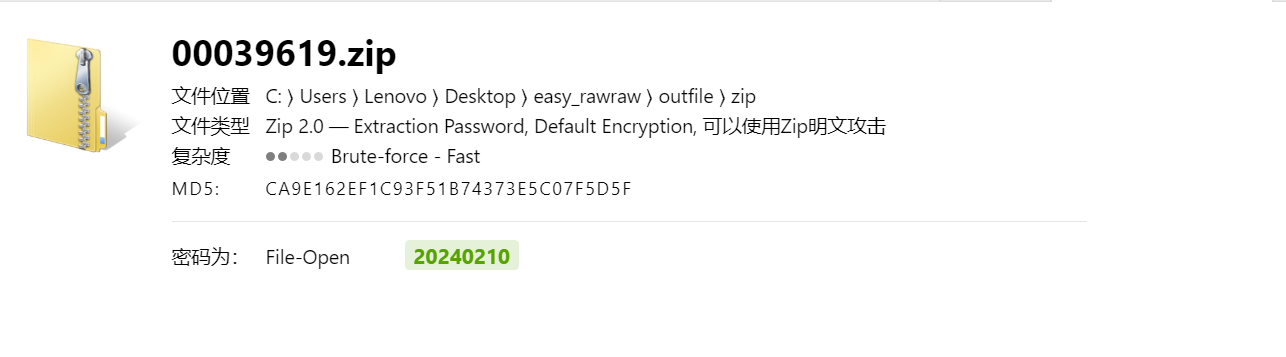 00039619.zip
文件位置 C: ⟩ Users ⟩ Lenovo ⟩ Desktop ⟩ easy_rawraw ⟩ outfile ⟩ zip
文件类型 Zip 2.0 — Extraction Password, Default Encryption, 可以使用Zip明文攻击
复杂度 Brute-force - Fast
MD5: CA9E162EF1C93F51B74373E5C07F5D5F
密码为： File-Open 20240210